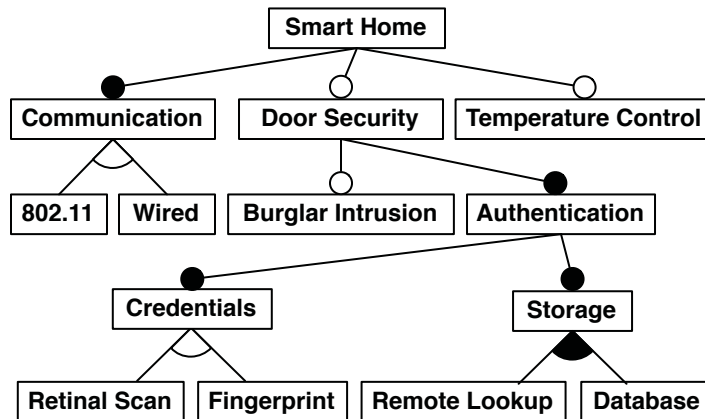 Smart Home
Communication
Door Security
Temperature Control
802.11
Wired
Burglar Intrusion
Authentication
Credentials
Storage
Retinal Scan
Fingerprint
Remote Lookup
Database